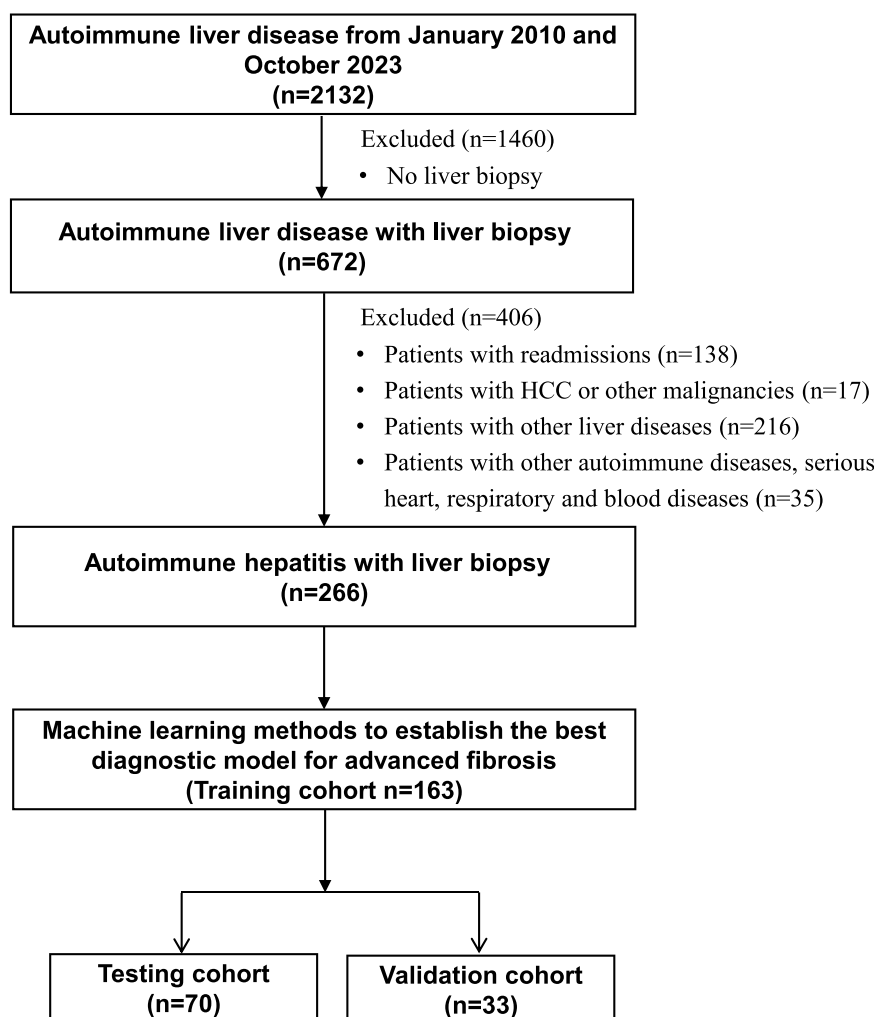 Autoimmune liver disease from January 2010 and
October 2023
(n=2132)
Excluded (n=1460)
• No liver biopsy
Autoimmune liver disease with liver biopsy
(n=672)
Excluded (n=406)
• Patients with readmissions (n=138)
• Patients with HCC or other malignancies (n=17)
• Patients with other liver diseases (n=216)
• Patients with other autoimmune diseases, serious
heart, respiratory and blood diseases (n=35)
Autoimmune hepatitis with liver biopsy
(n=266)
Machine learning methods to establish the best
diagnostic model for advanced fibrosis
(Training cohort n=163)
Testing cohort
(n=70)
Validation cohort
(n=33)